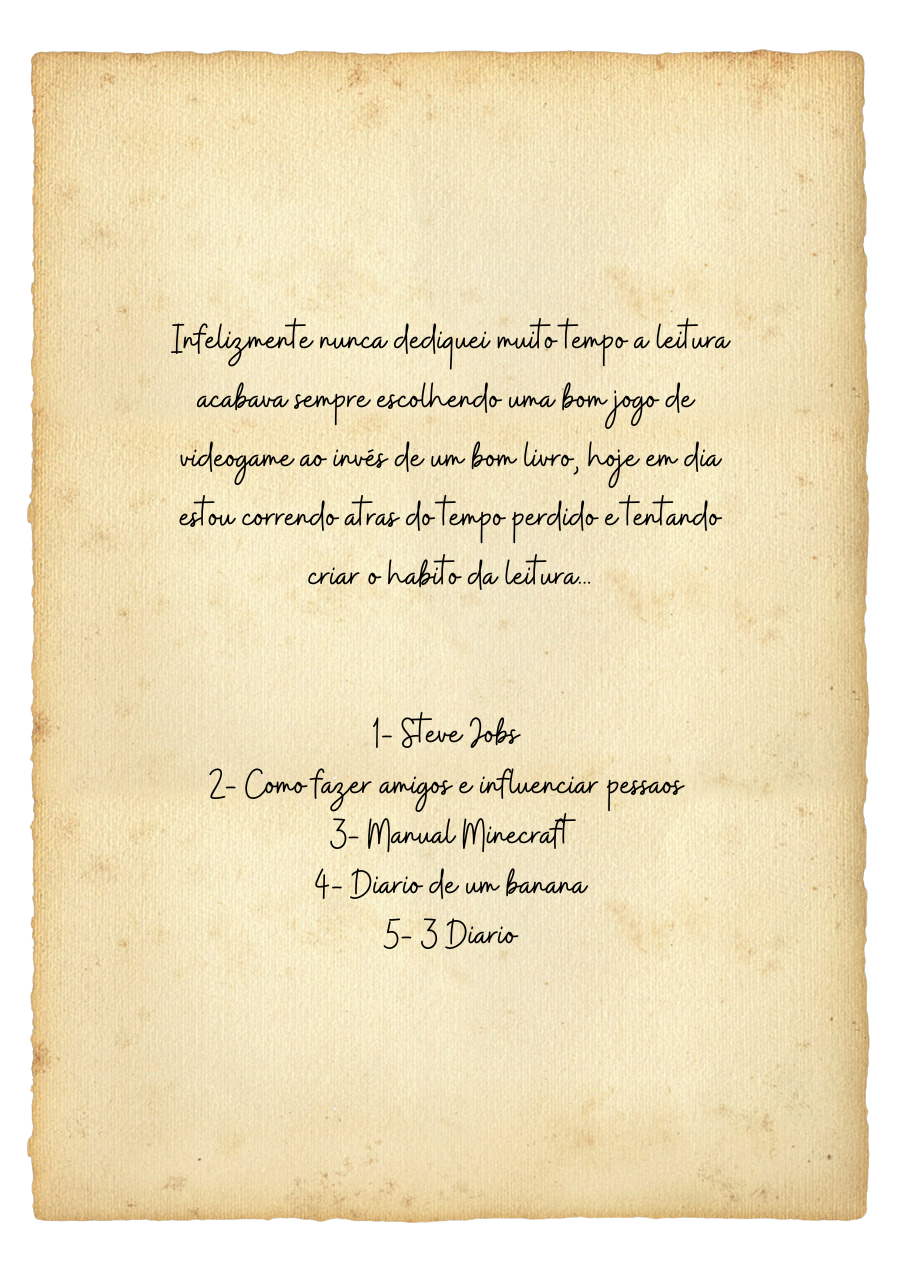 Infelizmente nunca dediquei muito tempo a leitura
acabava sempre escolhendo uma bom jogo de
videogame ao invés de um bom livro, hoje em dia
estou correndo atras do tempo perdido e tentando
criar o habito da leitura...
1- Steve Jobs
2- Como fazer amigos e influenciar pessaos
3- Manual Minecraft
4- Diario de um banana
5- 3 Diario